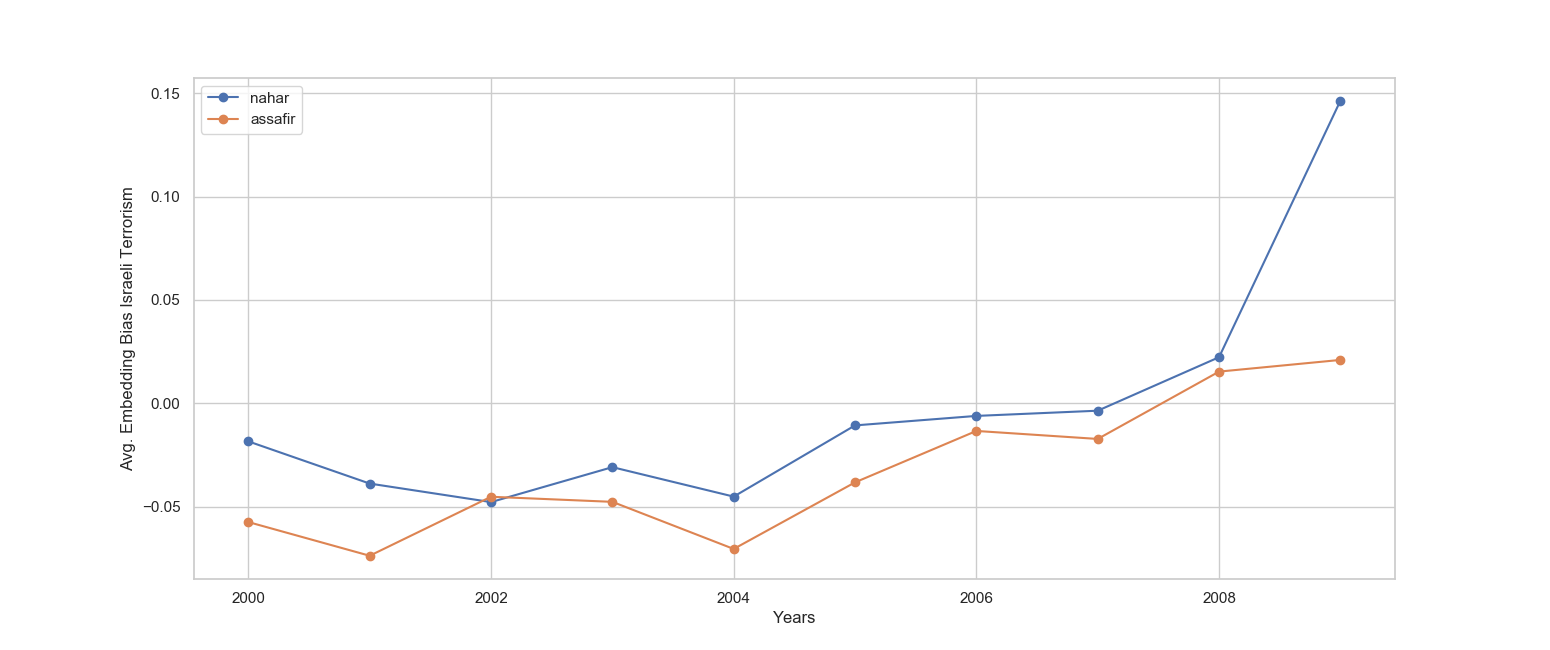 nahar
assafir
0.15
0.10
0.05
0.00
−0.05
Avg. Embedding Bias Israeli Terrorism
2000
2002
2004
2006
2008
Years